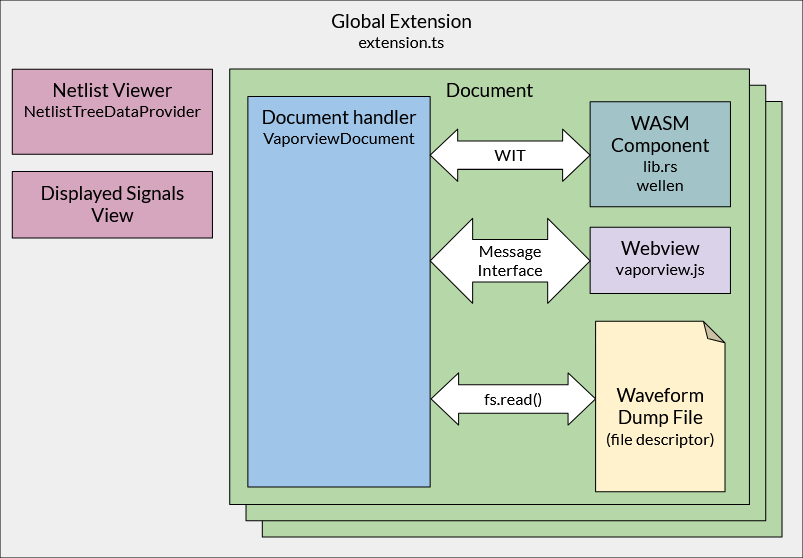 Global Extension
extension.ts
Netlist Viewer
NetlistTreeDataProvider
Displayed Signals
View
Document
Document handler
VaporviewDocument
WIT
WASM
Component
lib.rs
wellen
Message
Interface
Webview
vaporview.js
fs.read()
Waveform
Dump File
(file descriptor)